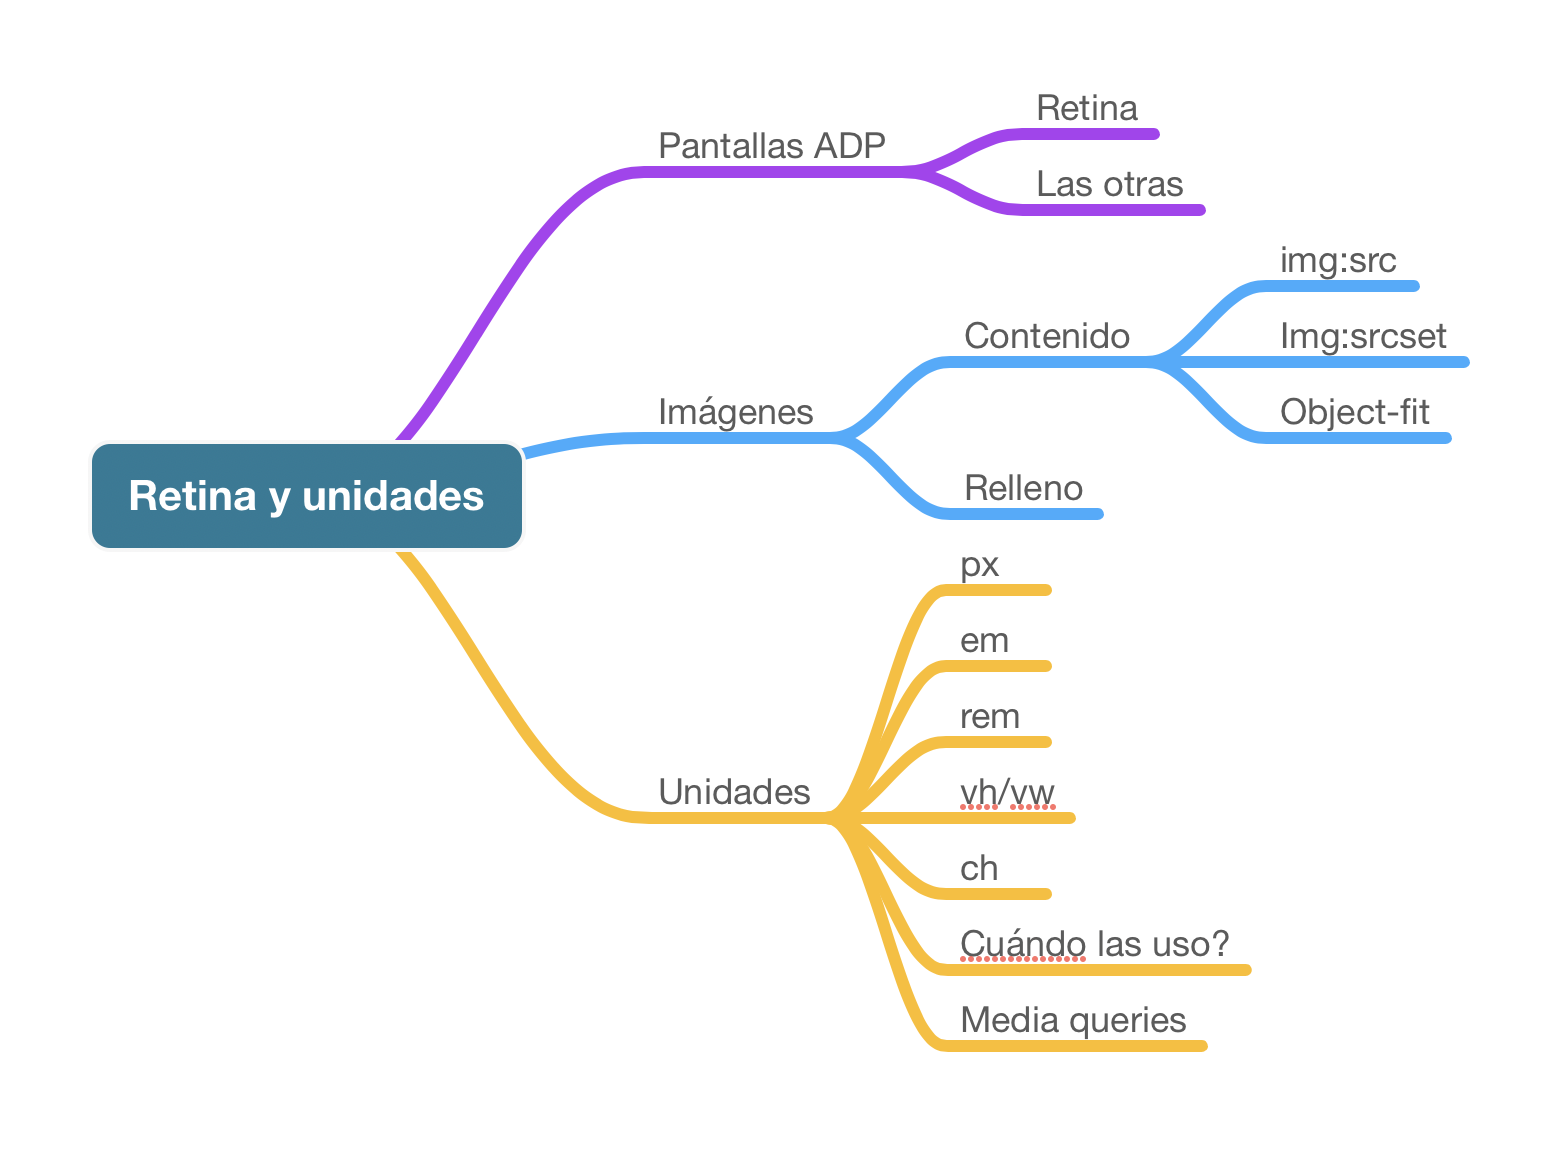 Retina y unidades
Pantallas ADP
Retina
Las otras
Imágenes
Contenido
img:src
Img:srcset
Object-fit
Relleno
Unidades
px
em
rem
vh/vw
ch
Cuándo las uso?
Media queries